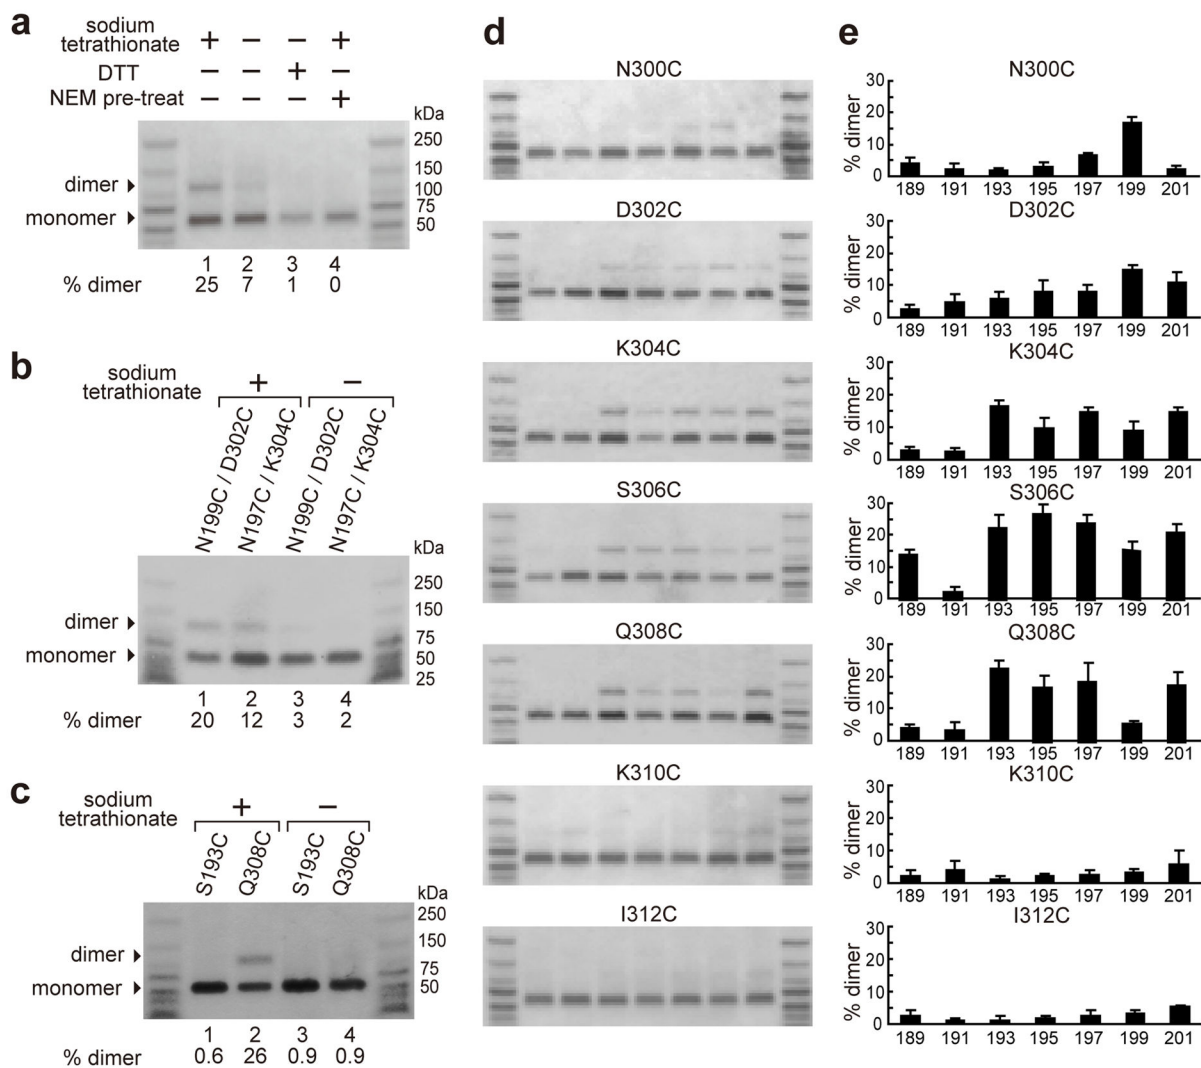 a
sodium
tetrathionate + − − +
DTT − − + −
NEM pre-treat − − − +
kDa
250
150
100
75
50
dimer
monomer
1 2 3 4
% dimer 25 7 1 0
b
sodium
tetrathionate + −
N199C / D302C N197C / K304C N199C / D302C N197C / K304C
kDa
250
150
75
50
25
dimer
monomer
1 2 3 4
% dimer 20 12 3 2
c
sodium
tetrathionate + −
S193C Q308C S193C Q308C
kDa
250
150
75
50
dimer
monomer
1 2 3 4
% dimer 0.6 26 0.9 0.9
d
N300C
D302C
K304C
S306C
Q308C
K310C
I312C
e
N300C
% dimer
30
20
10
0
189 191 193 195 197 199 201
D302C
% dimer
30
20
10
0
189 191 193 195 197 199 201
K304C
% dimer
30
20
10
0
189 191 193 195 197 199 201
S306C
% dimer
30
20
10
0
189 191 193 195 197 199 201
Q308C
% dimer
30
20
10
0
189 191 193 195 197 199 201
K310C
% dimer
30
20
10
0
189 191 193 195 197 199 201
I312C
% dimer
30
20
10
0
189 191 193 195 197 199 201